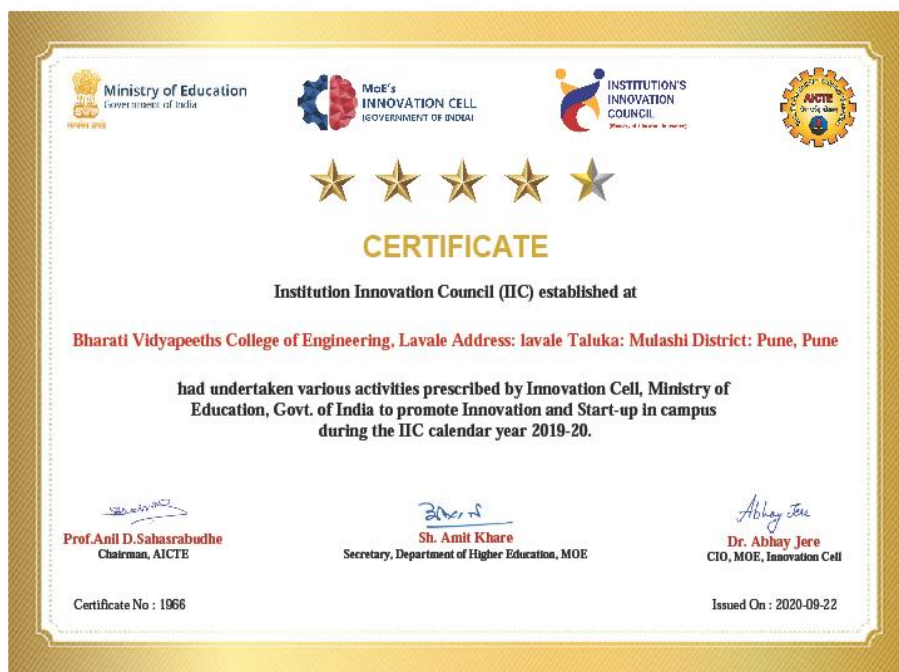 Ministry of Education
Government of India
MoE's
INNOVATION CELL
(GOVERNMENT OF INDIA)
INSTITUTION'S
INNOVATION
COUNCIL
AICTE
CERTIFICATE
Institution Innovation Council (IIC) established at
Bharati Vidyapeeths College of Engineering, Lavale Address: lavale Taluka: Mulashi District: Pune, Pune
had undertaken various activities prescribed by Innovation Cell, Ministry of
Education, Govt. of India to promote Innovation and Start-up in campus
during the IIC calendar year 2019-20.
Abhay Jere
Prof.Anil D.Sahasrabudhe
Chairman, AICTE
Sh. Amit Khare
Secretary, Department of Higher Education, MOE
Dr. Abhay Jere
CIO, MOE, Innovation Cell
Certificate No : 1966
Issued On : 2020-09-22